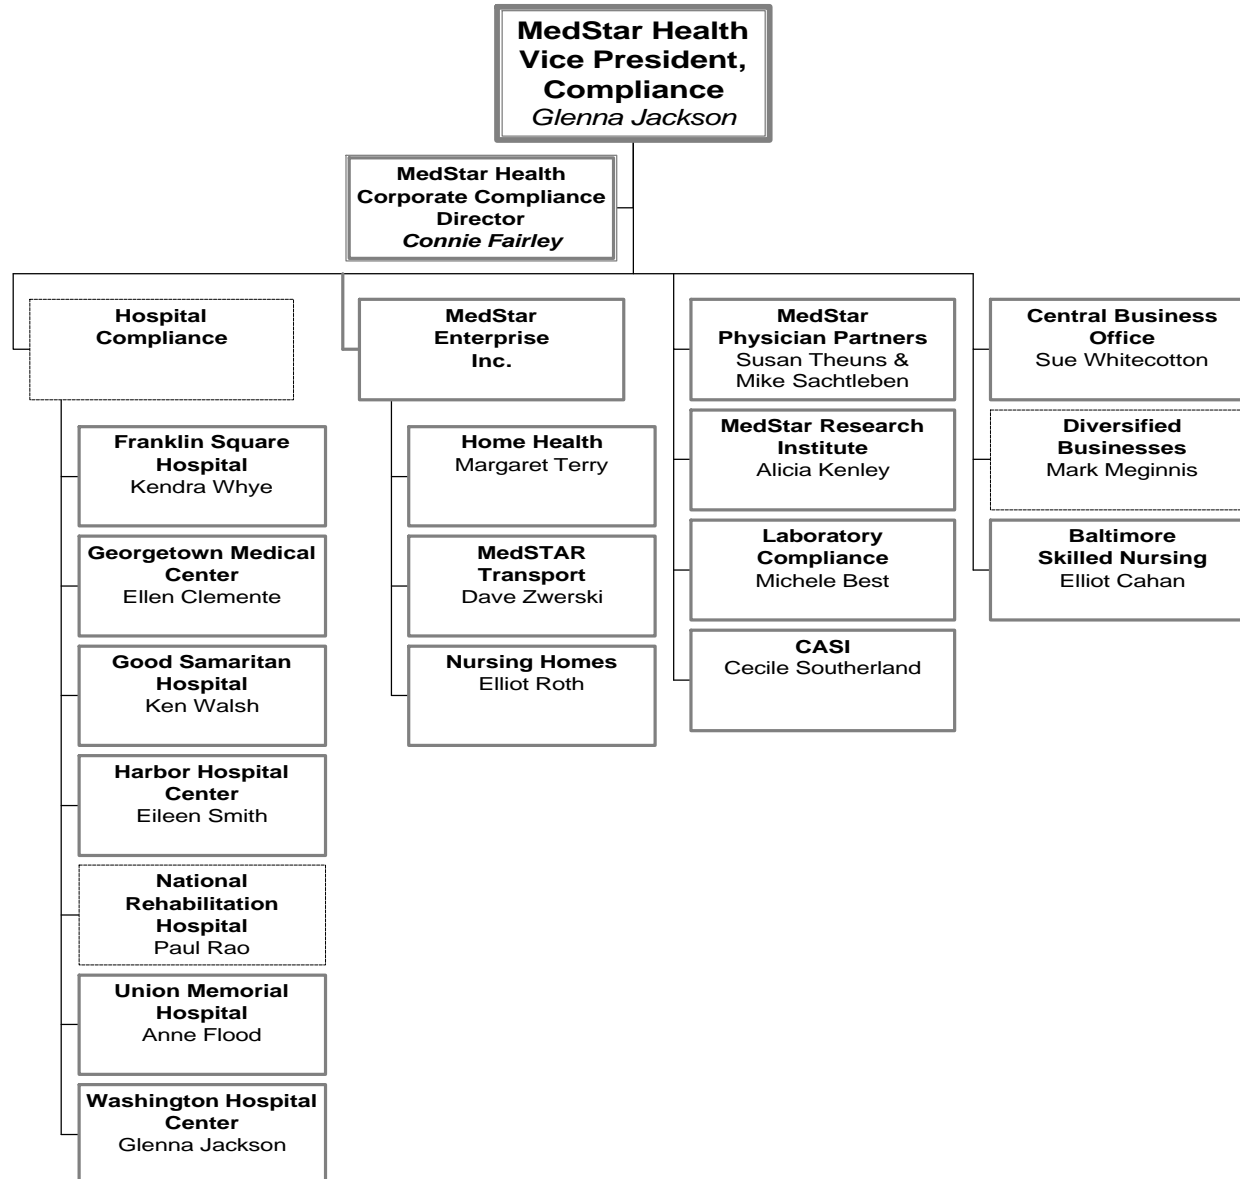 MedStar Health
Vice President,
Compliance
Glenna Jackson
MedStar Health
Corporate Compliance
Director
Connie Fairley
Hospital
Compliance
Franklin Square
Hospital
Kendra Whye
Georgetown Medical
Center
Ellen Clemente
Good Samaritan
Hospital
Ken Walsh
Harbor Hospital
Center
Eileen Smith
National
Rehabilitation
Hospital
Paul Rao
Union Memorial
Hospital
Anne Flood
Washington Hospital
Center
Glenna Jackson
MedStar
Enterprise
Inc.
Home Health
Margaret Terry
MedSTAR
Transport
Dave Zwerski
Nursing Homes
Elliot Roth
MedStar
Physician Partners
Susan Theuns &
Mike Sachtleben
MedStar Research
Institute
Alicia Kenley
Laboratory
Compliance
Michele Best
CASI
Cecile Southerland
Central Business
Office
Sue Whitecotton
Diversified
Businesses
Mark Meginnis
Baltimore
Skilled Nursing
Elliot Cahan